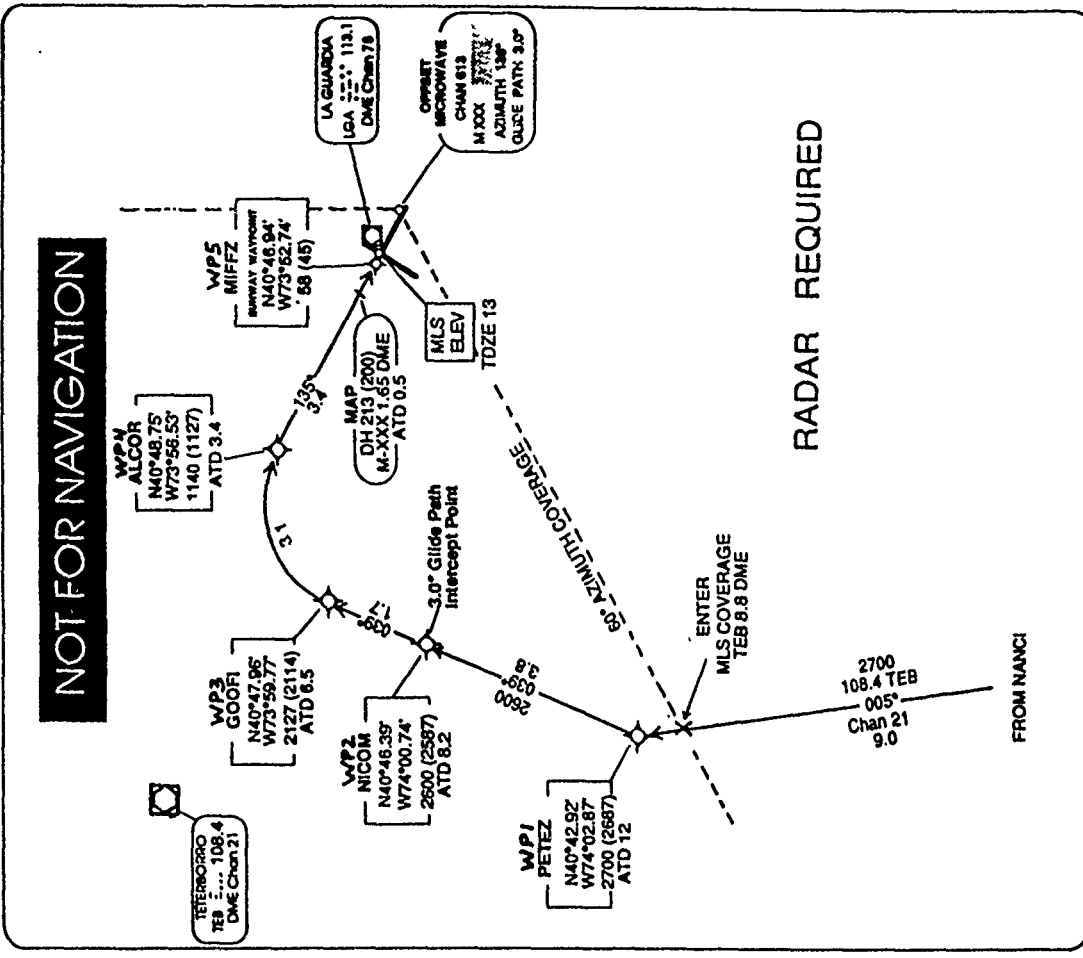 NOT FOR NAVIGATION
TETERBORRO
TEB 108.4
DME Chan 21
WP3
GOOFI
N40°47.96'
W73°59.77'
2127 (2114)
ATD 6.5
WP4
ALCOR
N40°48.75'
W73°56.53'
1140 (1127)
ATD 3.4
WP5
MIFFZ
RUNWAY WAYPOINT
N40°46.94'
W73°52.74'
58 (45)
LA GUARDIA
LGA 113.1
DME Chan 78
OFFSET
MICROWAVE
CHAN 613
M XXX
AZIMUTH 136°
GLIDE PATH 3.0°
3.1
135°
3.4
MAP
DH 213 (200)
M-XXX 1.65 DME
ATD 0.5
MLS
ELEV
TDZE 13
039°
1.7
3.0° Glide Path
Intercept Point
WP2
NICOM
N40°46.39'
W74°00.74'
2600 (2587)
ATD 8.2
2600
039°
3.8
60° AZIMUTH COVERAGE
WP1
PETEZ
N40°42.92'
W74°02.87'
2700 (2687)
ATD 12
ENTER
MLS COVERAGE
TEB 8.8 DME
RADAR REQUIRED
2700
108.4 TEB
005°
Chan 21
9.0
FROM NANCI